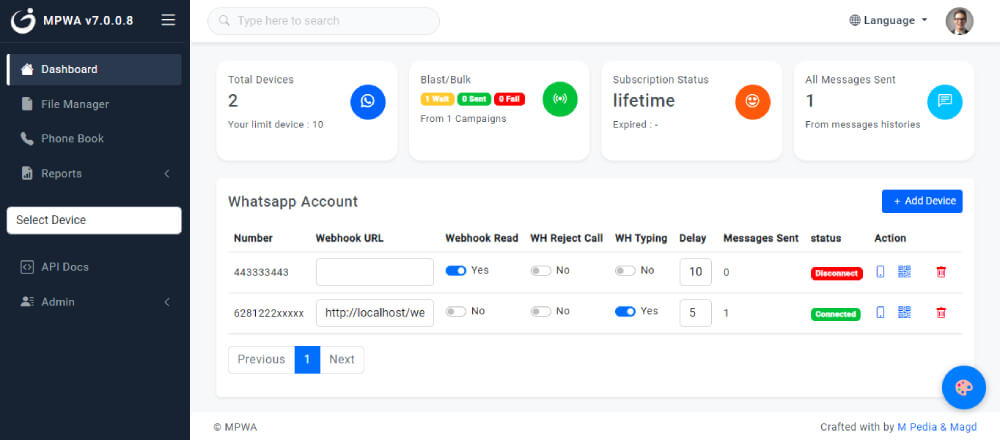 MPWA v7.0.0.8
Type here to search
Language
Dashboard
File Manager
Phone Book
Reports
Select Device
API Docs
Admin
Total Devices
2
Your limit device : 10
Blast/Bulk
1 Wait 0 Sent 0 Fail
From 1 Campaigns
Subscription Status
lifetime
Expired : -
All Messages Sent
1
From messages histories
Whatsapp Account
+ Add Device
Number Webhook URL Webhook Read WH Reject Call WH Typing Delay Messages Sent status Action
443333443 Yes No No 10 0 Disconnect
6281222xxxxx http://localhost/we No No Yes 5 1 Connected
Previous 1 Next
© MPWA
Crafted with by M Pedia & Magd